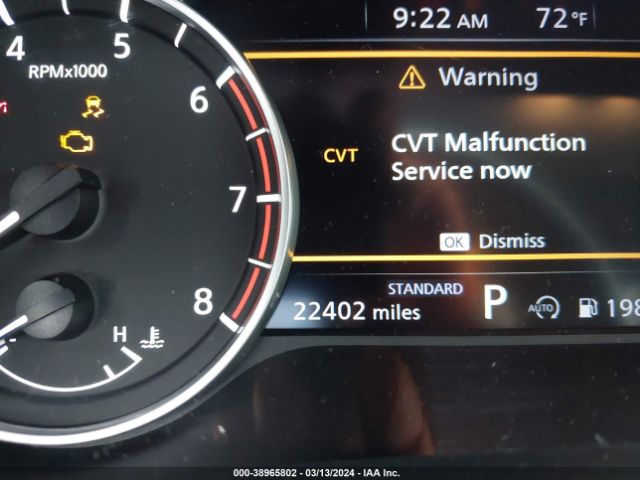 9:22 AM 72°F
4 5
RPMx1000
Warning
6
CVT CVT Malfunction
Service now
7
OK Dismiss
STANDARD
8 22402 miles P AUTO 198
H
000-38965802 - 03/13/2024 - IAA Inc.